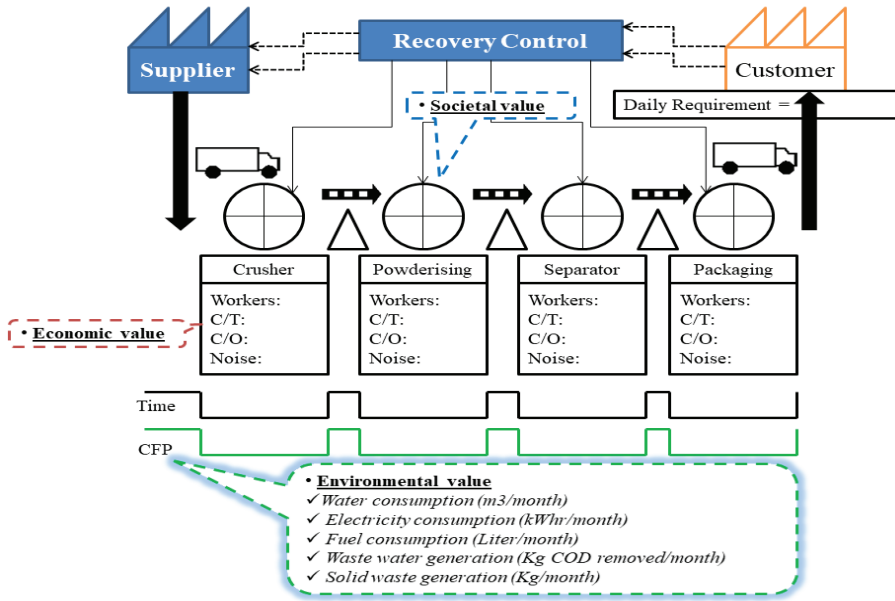 Supplier
Recovery Control
Customer
Daily Requirement =
• Societal value
Crusher
Workers:
C/T:
C/O:
Noise:
Powderising
Workers:
C/T:
C/O:
Noise:
Separator
Workers:
C/T:
C/O:
Noise:
Packaging
Workers:
C/T:
C/O:
Noise:
• Economic value
Time
CFP
• Environmental value
✓ Water consumption (m3/month)
✓ Electricity consumption (kWhr/month)
✓ Fuel consumption (Liter/month)
✓ Waste water generation (Kg COD removed/month)
✓ Solid waste generation (Kg/month)